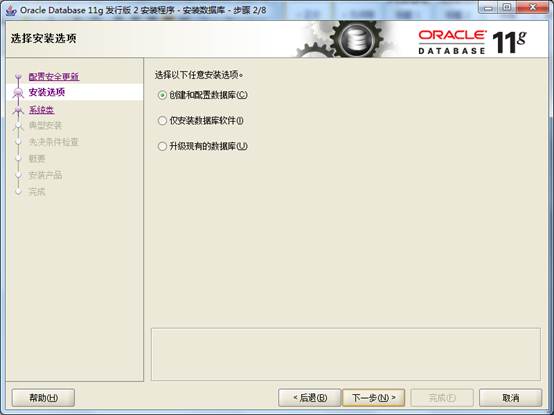 Oracle Database 11g 发行版 2 安装程序 - 安装数据库 - 步骤 2/8
选择安装选项
ORACLE 11g
DATABASE
配置安全更新
安装选项
系统类
典型安装
先决条件检查
概要
安装产品
完成
选择以下任意安装选项。
创建和配置数据库(C)
仅安装数据库软件(I)
升级现有的数据库(U)
帮助(H)
< 后退(B)
下一步(N) >
完成(F)
取消